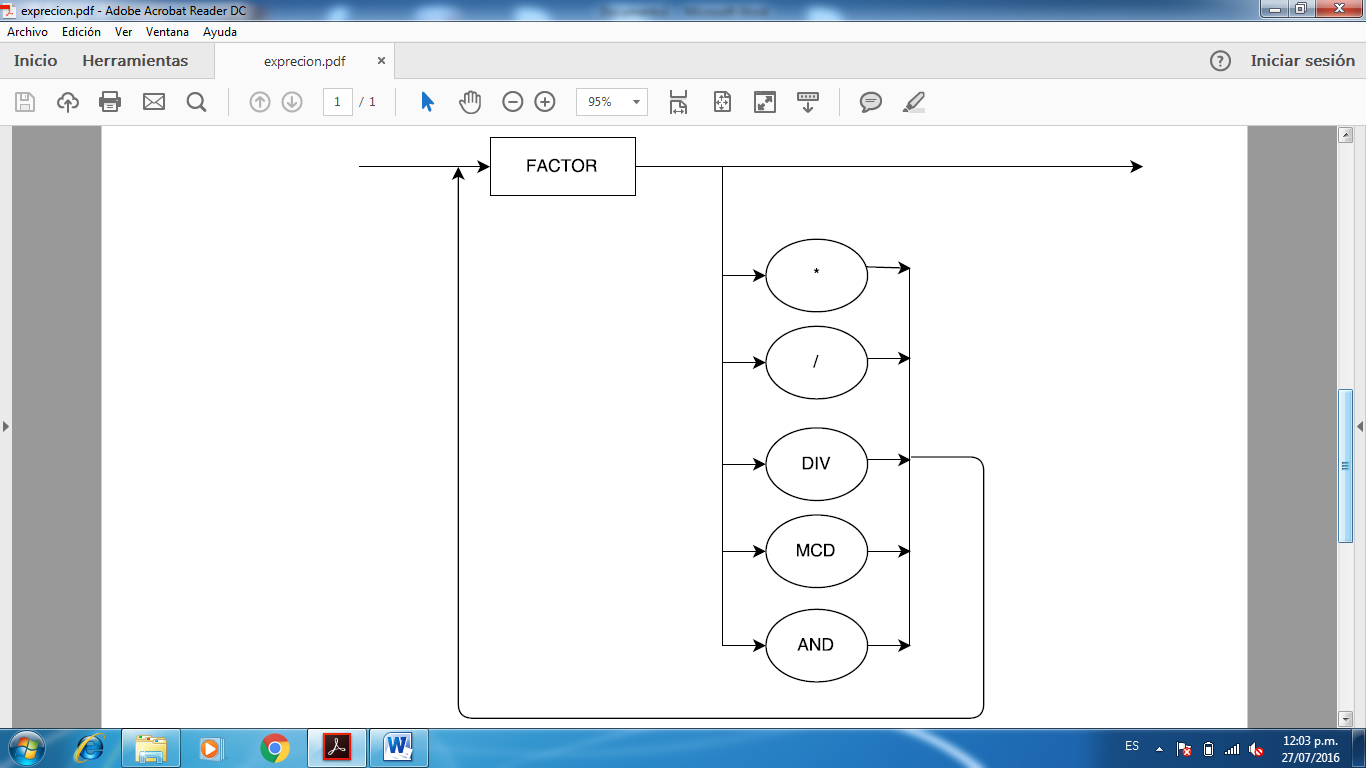 exprecion.pdf - Adobe Acrobat Reader DC
Archivo Edición Ver Ventana Ayuda
Inicio Herramientas exprecion.pdf × ? Iniciar sesión
1 / 1 95%
FACTOR
*
/
DIV
MCD
AND
ES 12:03 p.m.
27/07/2016